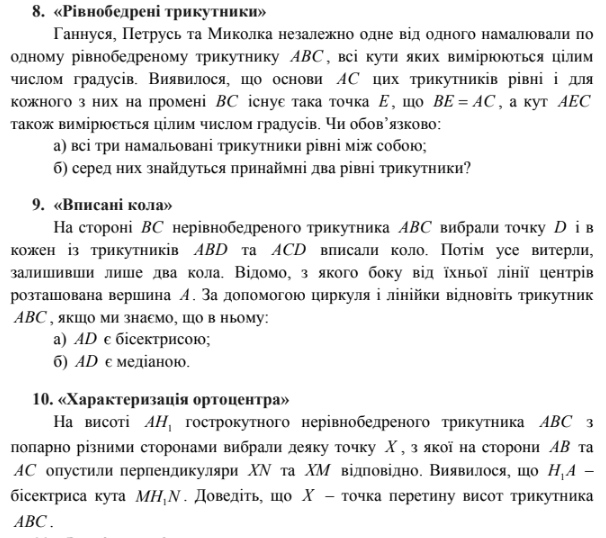 8. «Рівнобедрені трикутники»
Ганнуся, Петрусь та Миколка незалежно одне від одного намалювали по
одному рівнобедреному трикутнику ABC, всі кути яких вимірюються цілим
числом градусів. Виявилося, що основи AC цих трикутників рівні і для
кожного з них на промені BC існує така точка E, що BE = AC, а кут AEC
також вимірюється цілим числом градусів. Чи обов’язково:
а) всі три намальовані трикутники рівні між собою;
б) серед них знайдуться принаймні два рівні трикутники?
9. «Вписані кола»
На стороні BC нерівнобедреного трикутника ABC вибрали точку D і в
кожен із трикутників ABD та ACD вписали коло. Потім усе витерли,
залишивши лише два кола. Відомо, з якого боку від їхньої лінії центрів
розташована вершина A. За допомогою циркуля і лінійки відновіть трикутник
ABC, якщо ми знаємо, що в ньому:
а) AD є бісектрисою;
б) AD є медіаною.
10. «Характеризація ортоцентра»
На висоті AH₁ гострокутного нерівнобедреного трикутника ABC з
попарно різними сторонами вибрали деяку точку X, з якої на сторони AB та
AC опустили перпендикуляри XN та XM відповідно. Виявилося, що H₁A –
бісектриса кута MH₁N. Доведіть, що X – точка перетину висот трикутника
ABC.